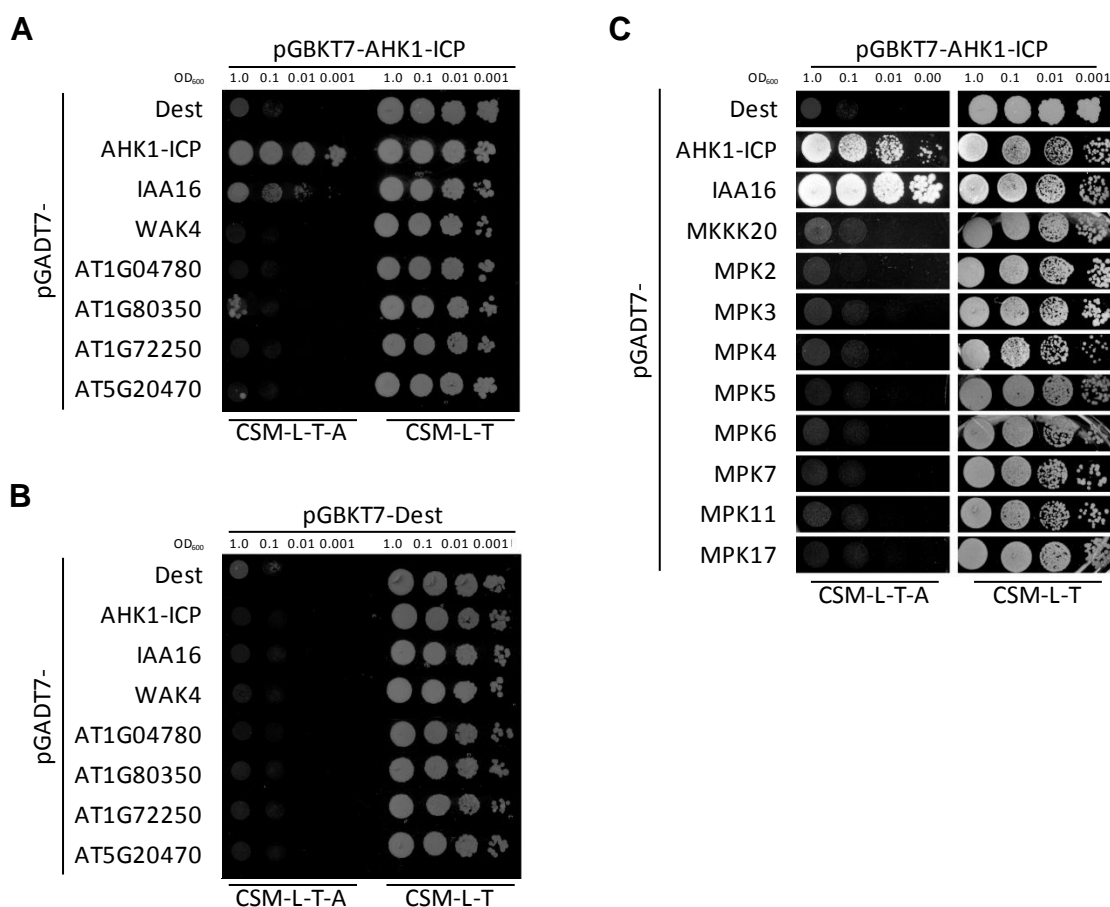 A
pGBKT7-AHK1-ICP
OD600 1.0 0.1 0.01 0.001 1.0 0.1 0.01 0.001
pGADT7-
Dest
AHK1-ICP
IAA16
WAK4
AT1G04780
AT1G80350
AT1G72250
AT5G20470
CSM-L-T-A CSM-L-T
B
pGBKT7-Dest
OD600 1.0 0.1 0.01 0.001 1.0 0.1 0.01 0.001
pGADT7-
Dest
AHK1-ICP
IAA16
WAK4
AT1G04780
AT1G80350
AT1G72250
AT5G20470
CSM-L-T-A CSM-L-T
C
pGBKT7-AHK1-ICP
OD600 1.0 0.1 0.01 0.00 1.0 0.1 0.01 0.001
pGADT7-
Dest
AHK1-ICP
IAA16
MKKK20
MPK2
MPK3
MPK4
MPK5
MPK6
MPK7
MPK11
MPK17
CSM-L-T-A CSM-L-T